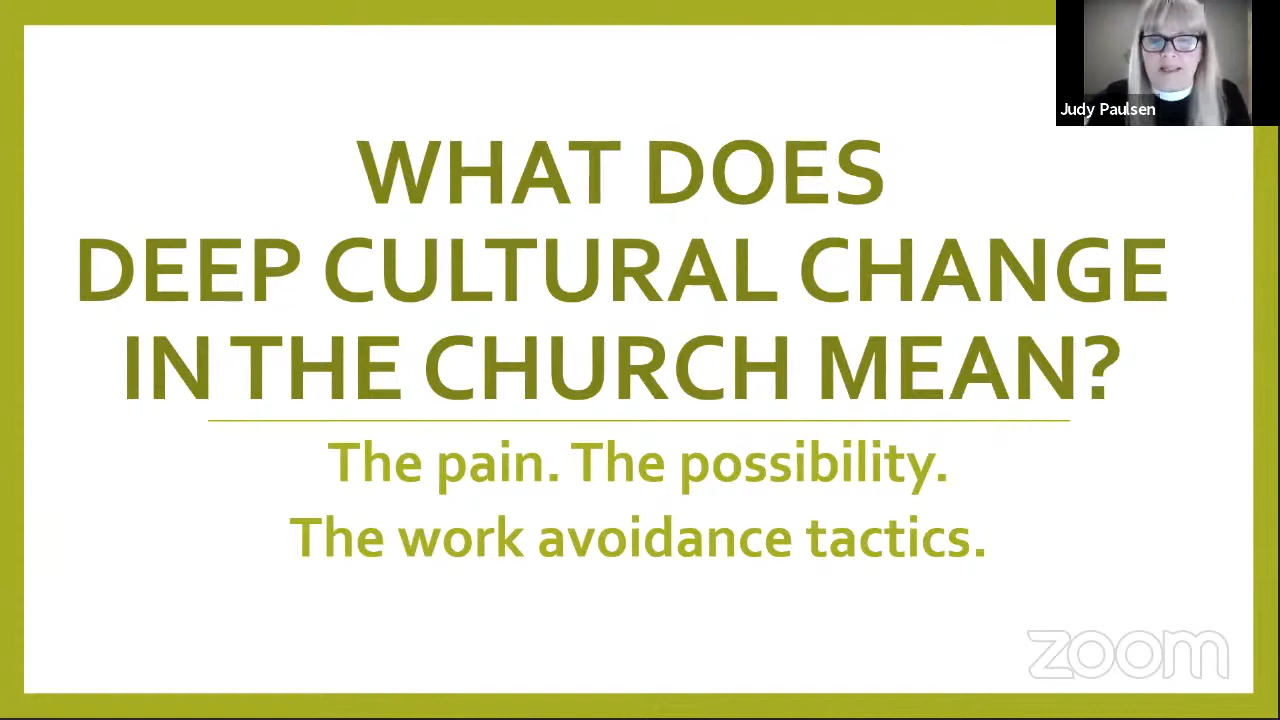 Judy Paulsen
WHAT DOES
DEEP CULTURAL CHANGE
IN THE CHURCH MEAN?
The pain. The possibility.
The work avoidance tactics.
zoom